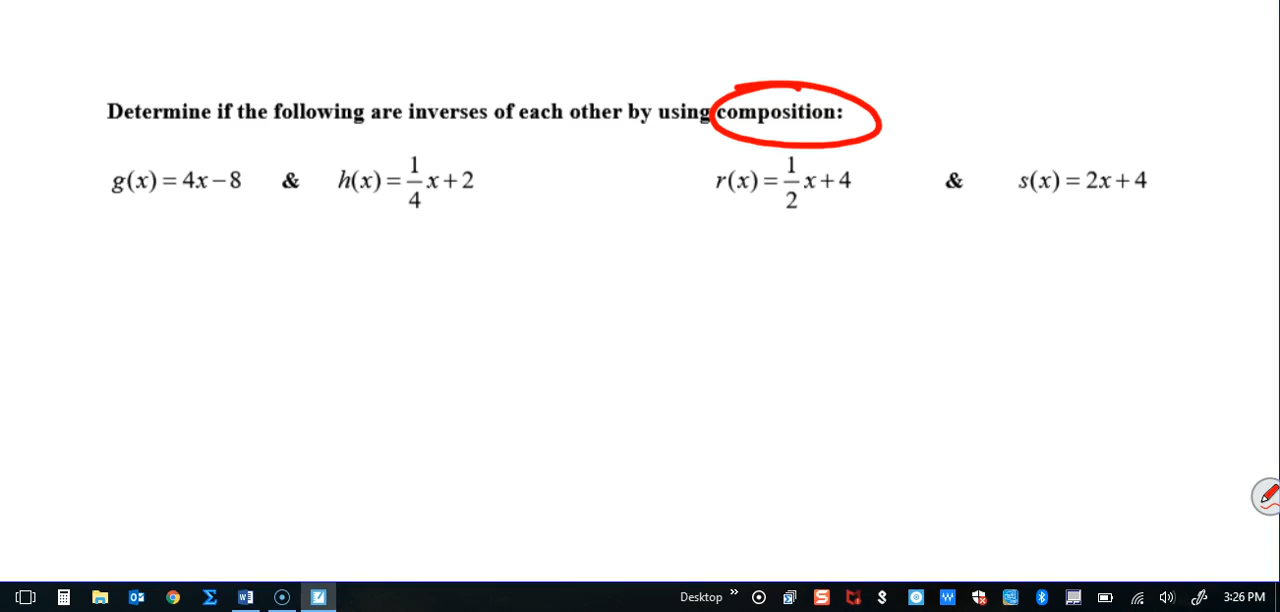 Determine if the following are inverses of each other by using composition:
g(x) = 4x − 8 & h(x) = 1/4 x + 2 r(x) = 1/2 x + 4 & s(x) = 2x + 4
Desktop » 3:26 PM